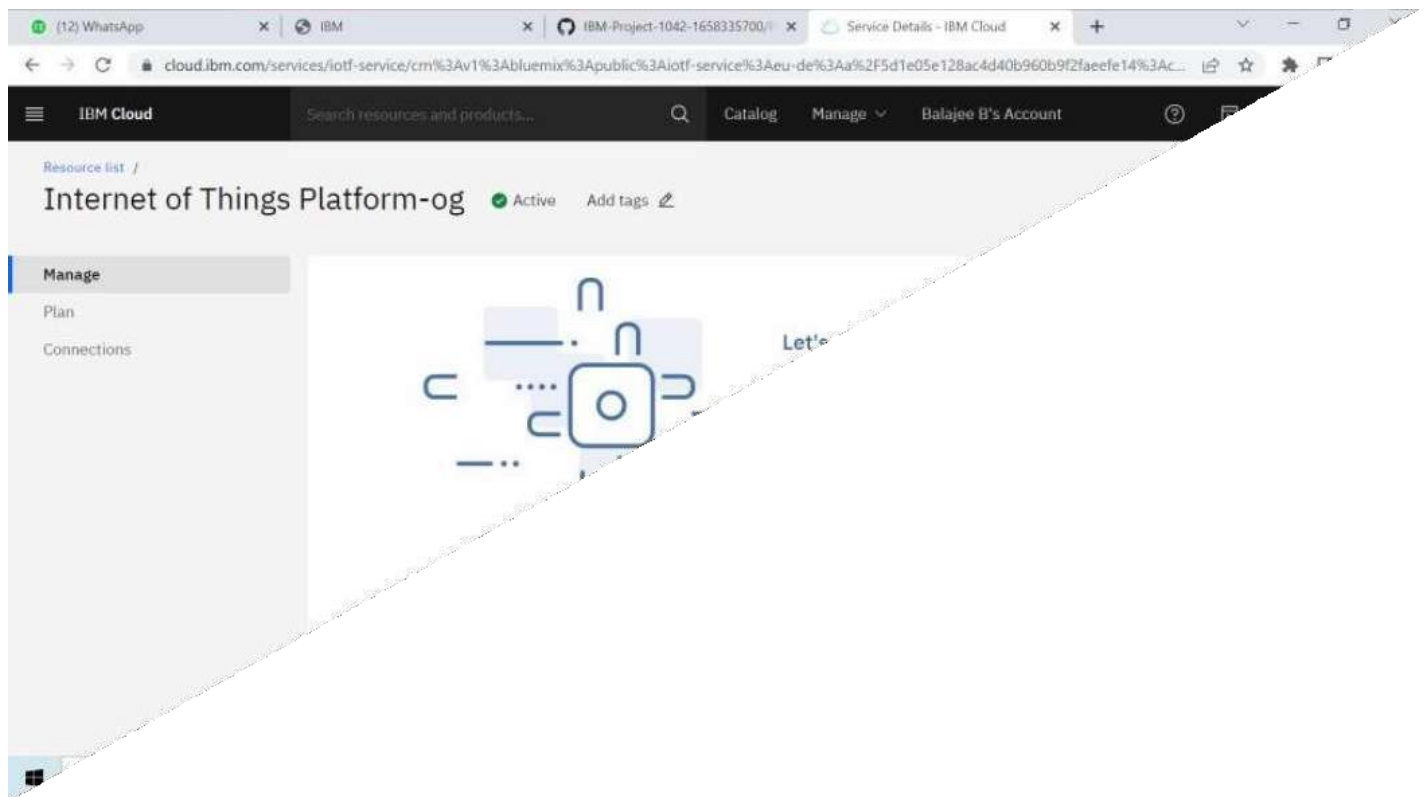 (12) WhatsApp
IBM
IBM-Project-1042-1658335700/
Service Details - IBM Cloud
cloud.ibm.com/services/iotf-service/crn%3Av1%3Abluemix%3Apublic%3Aiotf-service%3Aeu-de%3Aa%2F5d1e05e128ac4d40b960b9f2faeefe14%3Ac...
IBM Cloud
Search resources and products...
Catalog
Manage
Balajee B's Account
Resource list /
Internet of Things Platform-og
Active
Add tags
Manage
Plan
Connections
Let's